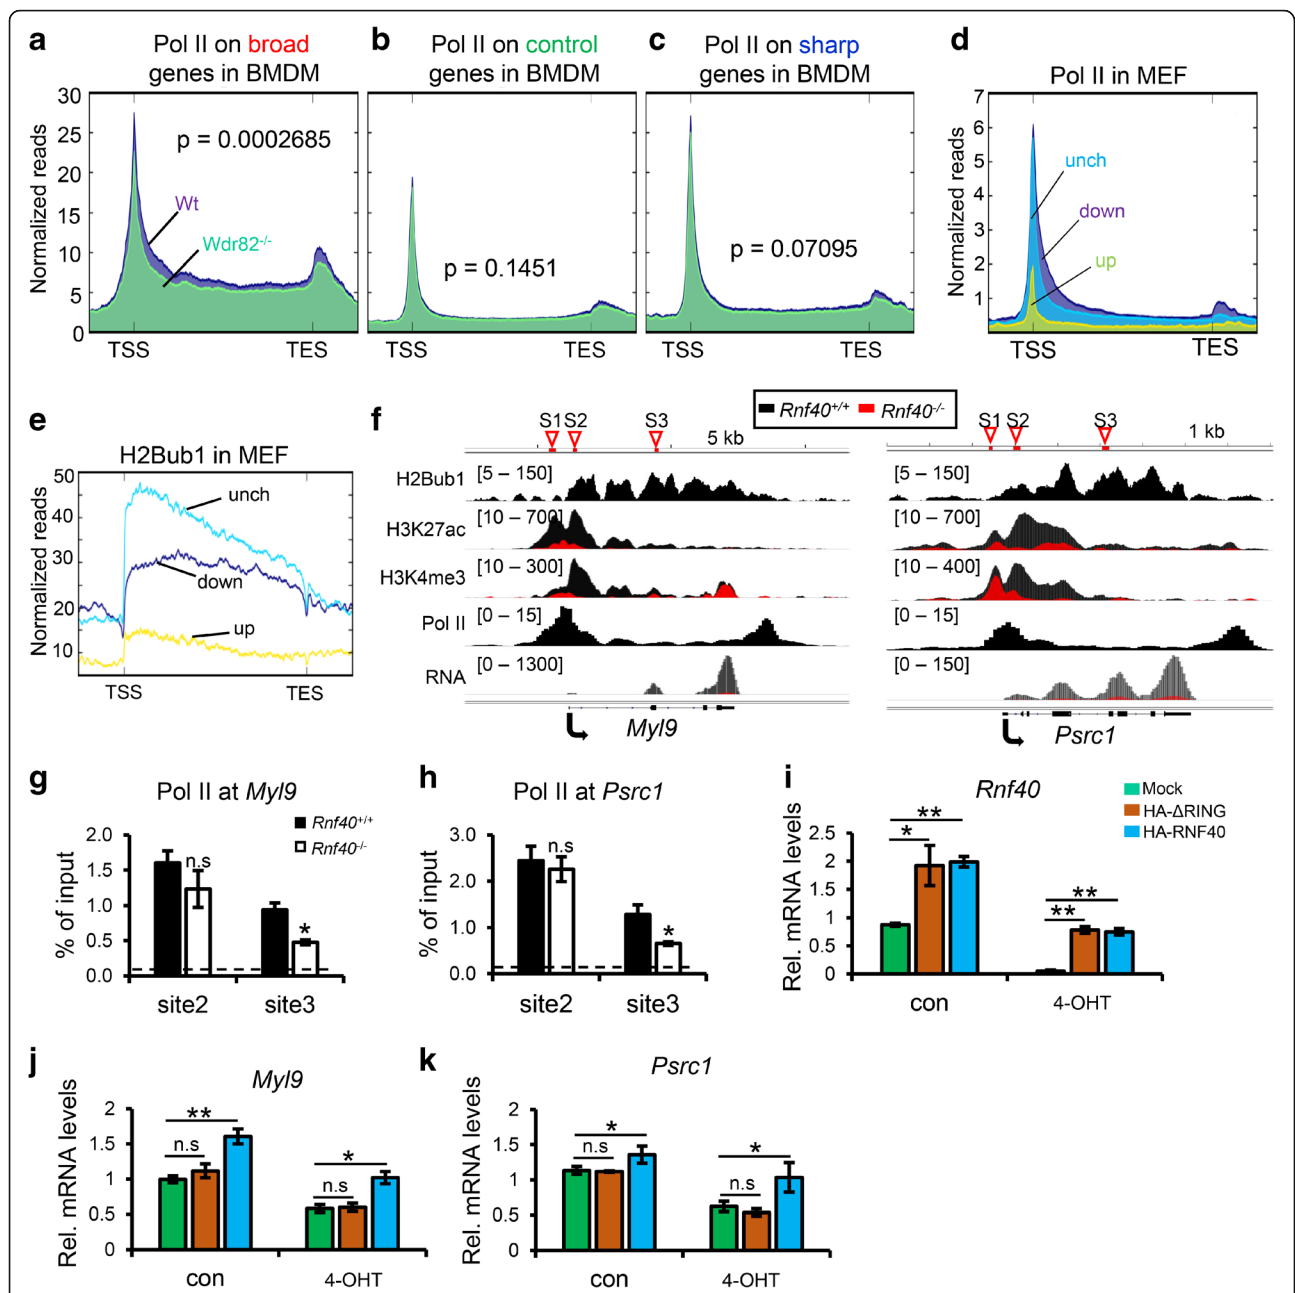 a
Pol II on broad
genes in BMDM
Normalized reads
30
25
20
15
10
5
0
p = 0.0002685
Wt
Wdr82-/-
TSS
TES
b
Pol II on control
genes in BMDM
p = 0.1451
TSS
TES
c
Pol II on sharp
genes in BMDM
p = 0.07095
TSS
TES
d
Pol II in MEF
Normalized reads
7
6
5
4
3
2
1
unch
down
up
TSS
TES
e
H2Bub1 in MEF
Normalized reads
50
40
30
20
10
unch
down
up
TSS
TES
f
Rnf40+/+
Rnf40-/-
S1 S2 S3
5 kb
S1 S2 S3
1 kb
H2Bub1
[5 – 150]
[5 – 150]
H3K27ac
[10 – 700]
[10 – 700]
H3K4me3
[10 – 300]
[10 – 400]
Pol II
[0 – 15]
[0 – 15]
RNA
[0 – 1300]
[0 – 150]
Myl9
Psrc1
g
Pol II at Myl9
% of input
2.0
1.5
1.0
0.5
0.0
Rnf40+/+
Rnf40-/-
n.s
*
site2
site3
h
Pol II at Psrc1
% of input
3.0
2.0
1.0
0.0
n.s
*
site2
site3
i
Rnf40
Mock
HA-ΔRING
HA-RNF40
Rel. mRNA levels
2.5
2
1.5
1
0.5
0
**
*
**
**
con
4-OHT
j
Myl9
Rel. mRNA levels
2
1.5
1
0.5
0
**
n.s
*
n.s
con
4-OHT
k
Psrc1
Rel. mRNA levels
2
1.5
1
0.5
0
*
n.s
*
n.s
con
4-OHT